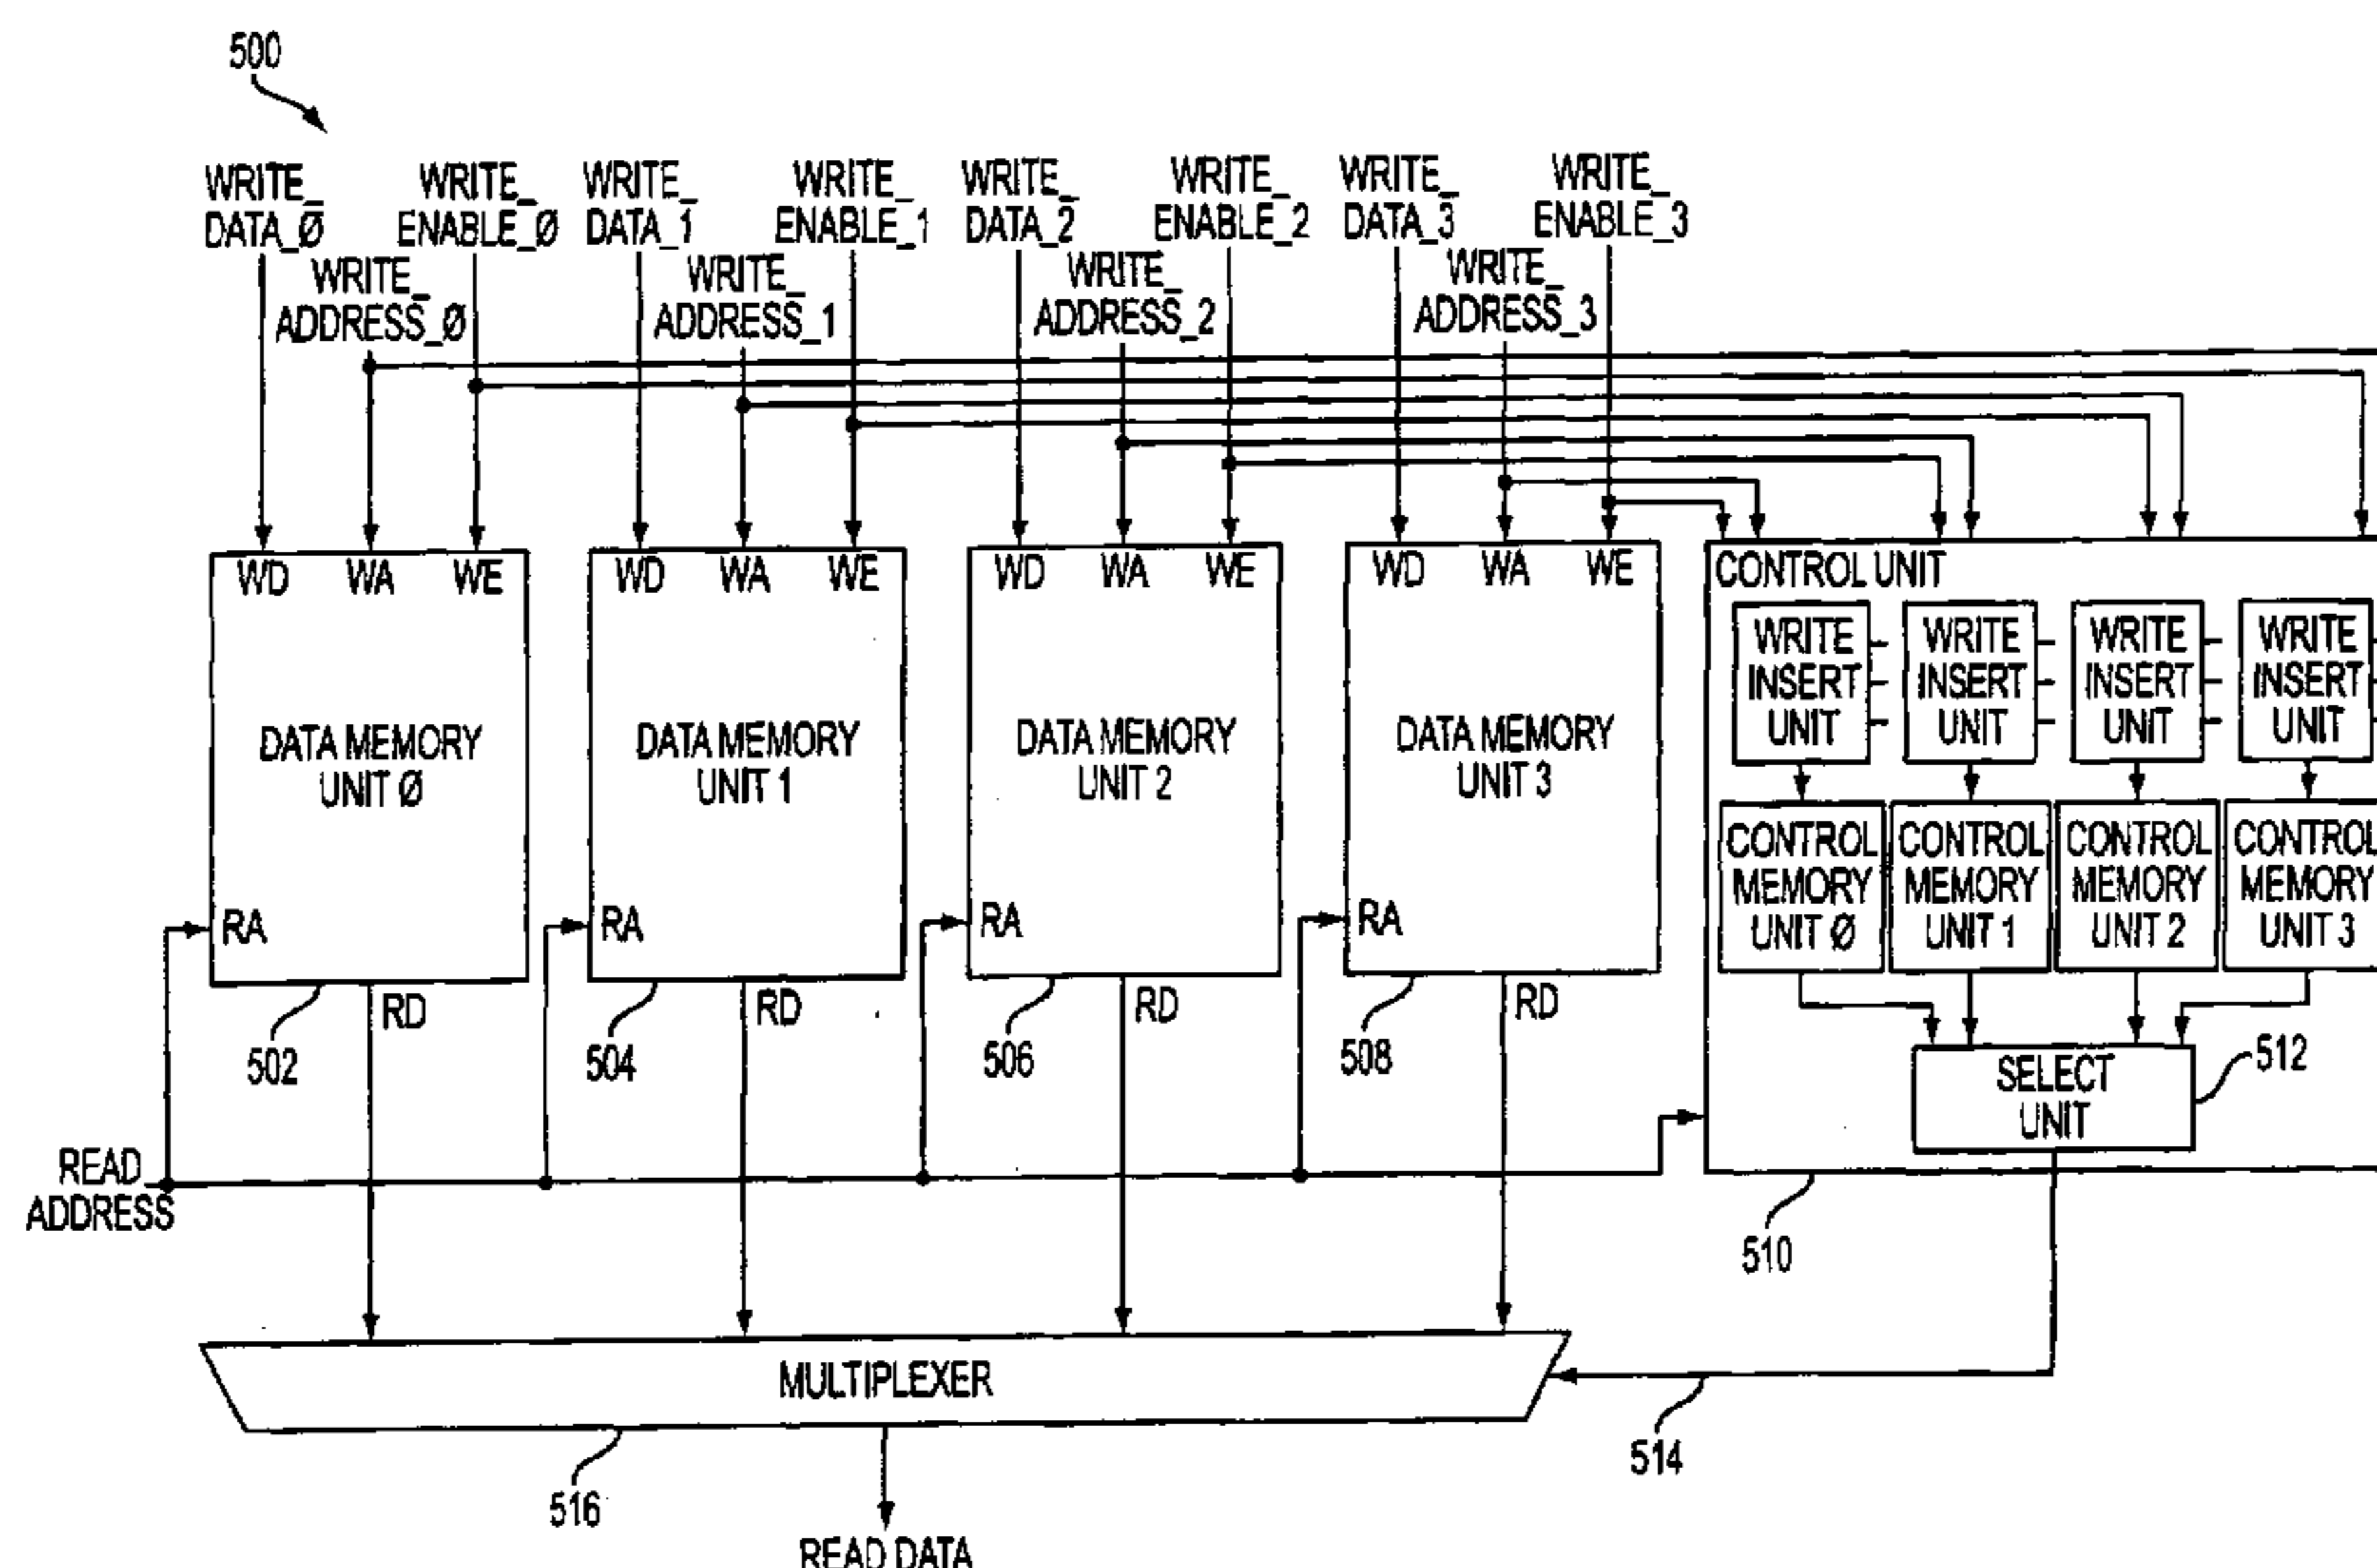 500
WRITE_
DATA_Ø
WRITE_
ENABLE_Ø
WRITE_
DATA_1
WRITE_
ENABLE_1
WRITE_
DATA_2
WRITE_
ENABLE_2
WRITE_
DATA_3
WRITE_
ENABLE_3
WRITE_
ADDRESS_Ø
WRITE_
ADDRESS_1
WRITE_
ADDRESS_2
WRITE_
ADDRESS_3
WD WA WE
DATA MEMORY
UNIT Ø
RA
RD
502
WD WA WE
DATA MEMORY
UNIT 1
RA
RD
504
WD WA WE
DATA MEMORY
UNIT 2
RA
RD
506
WD WA WE
DATA MEMORY
UNIT 3
RA
RD
508
CONTROL UNIT
WRITE
INSERT
UNIT
WRITE
INSERT
UNIT
WRITE
INSERT
UNIT
WRITE
INSERT
UNIT
CONTROL
MEMORY
UNIT Ø
CONTROL
MEMORY
UNIT 1
CONTROL
MEMORY
UNIT 2
CONTROL
MEMORY
UNIT 3
SELECT
UNIT
512
510
READ
ADDRESS
MULTIPLEXER
514
516
READ DATA